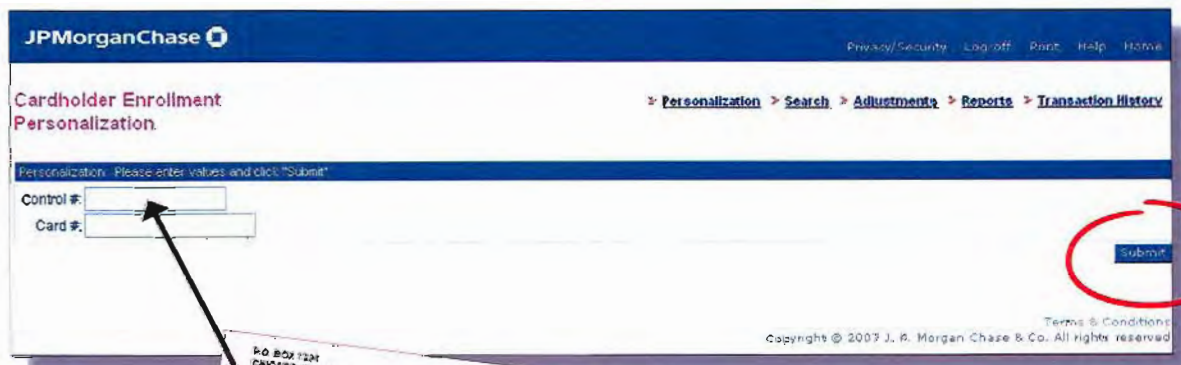 JPMorganChase
Privacy/Security Logoff Print Help Home
Cardholder Enrollment
Personalization
> Personalization > Search > Adjustments > Reports > Transaction History
Personalization: Please enter values and click "Submit"
Control #:
Card #:
Submit
Terms & Conditions
Copyright © 2007 J. P. Morgan Chase & Co. All rights reserved
P.O. BOX